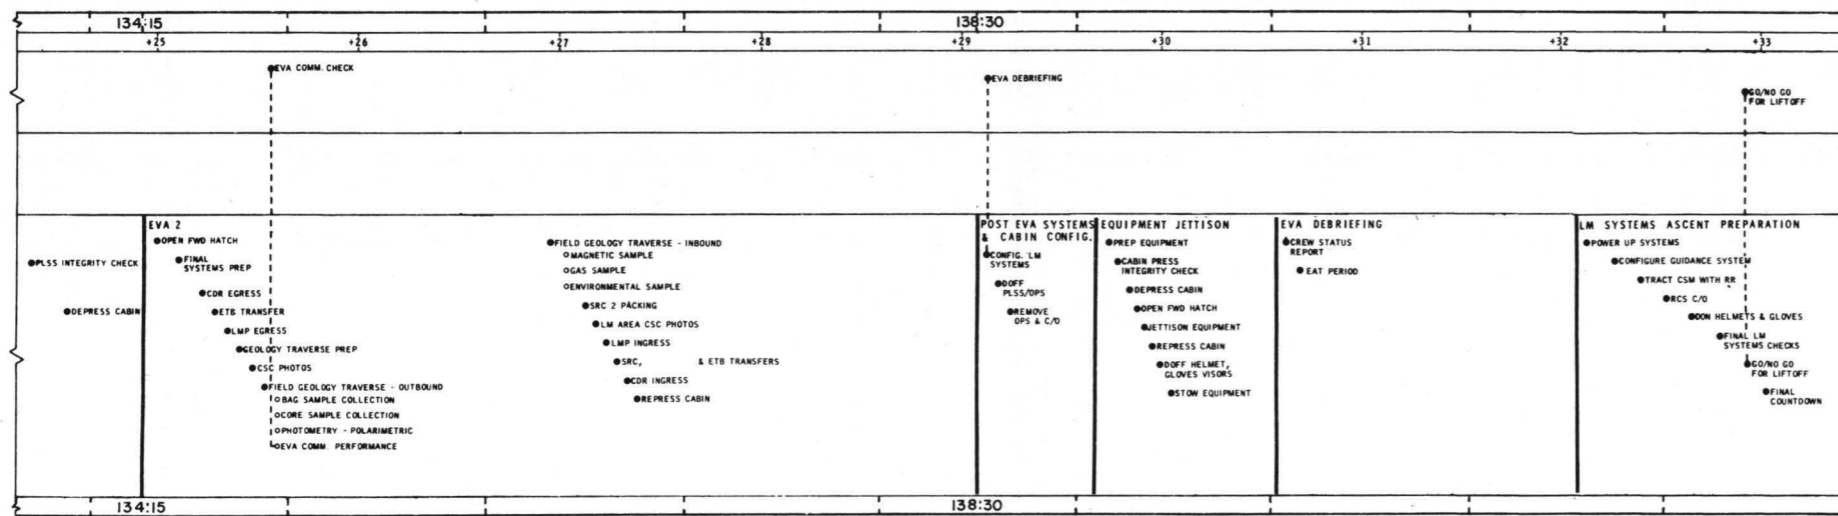 134:15 138:30
+25 +26 +27 +28 +29 +30 +31 +32 +33
EVA COMM. CHECK
EVA DEBRIEFING
GO/NO GO
FOR LIFTOFF
PLSS INTEGRITY CHECK
DEPRESS CABIN
EVA 2
OPEN FWD HATCH
FINAL
SYSTEMS PREP
CDR EGRESS
ETB TRANSFER
LMP EGRESS
GEOLOGY TRAVERSE PREP
CSC PHOTOS
FIELD GEOLOGY TRAVERSE - OUTBOUND
BAG SAMPLE COLLECTION
CORE SAMPLE COLLECTION
PHOTOMETRY - POLARIMETRIC
EVA COMM. PERFORMANCE
FIELD GEOLOGY TRAVERSE - INBOUND
MAGNETIC SAMPLE
GAS SAMPLE
ENVIRONMENTAL SAMPLE
SRC 2 PACKING
LM AREA CSC PHOTOS
LMP INGRESS
SRC, & ETB TRANSFERS
CDR INGRESS
REPRESS CABIN
POST EVA SYSTEMS
& CABIN CONFIG.
CONFIG. LM
SYSTEMS
DOFF
PLSS/OPS
REMOVE
OPS & C/O
EQUIPMENT JETTISON
PREP EQUIPMENT
CABIN PRESS
INTEGRITY CHECK
DEPRESS CABIN
OPEN FWD HATCH
JETTISON EQUIPMENT
REPRESS CABIN
DOFF HELMET,
GLOVES VISORS
STOW EQUIPMENT
EVA DEBRIEFING
CREW STATUS
REPORT
EAT PERIOD
LM SYSTEMS ASCENT PREPARATION
POWER UP SYSTEMS
CONFIGURE GUIDANCE SYSTEM
TRACT CSM WITH RR
RCS C/O
DON HELMETS & GLOVES
FINAL LM
SYSTEMS CHECKS
GO/NO GO
FOR LIFTOFF
FINAL
COUNTDOWN
134:15 138:30